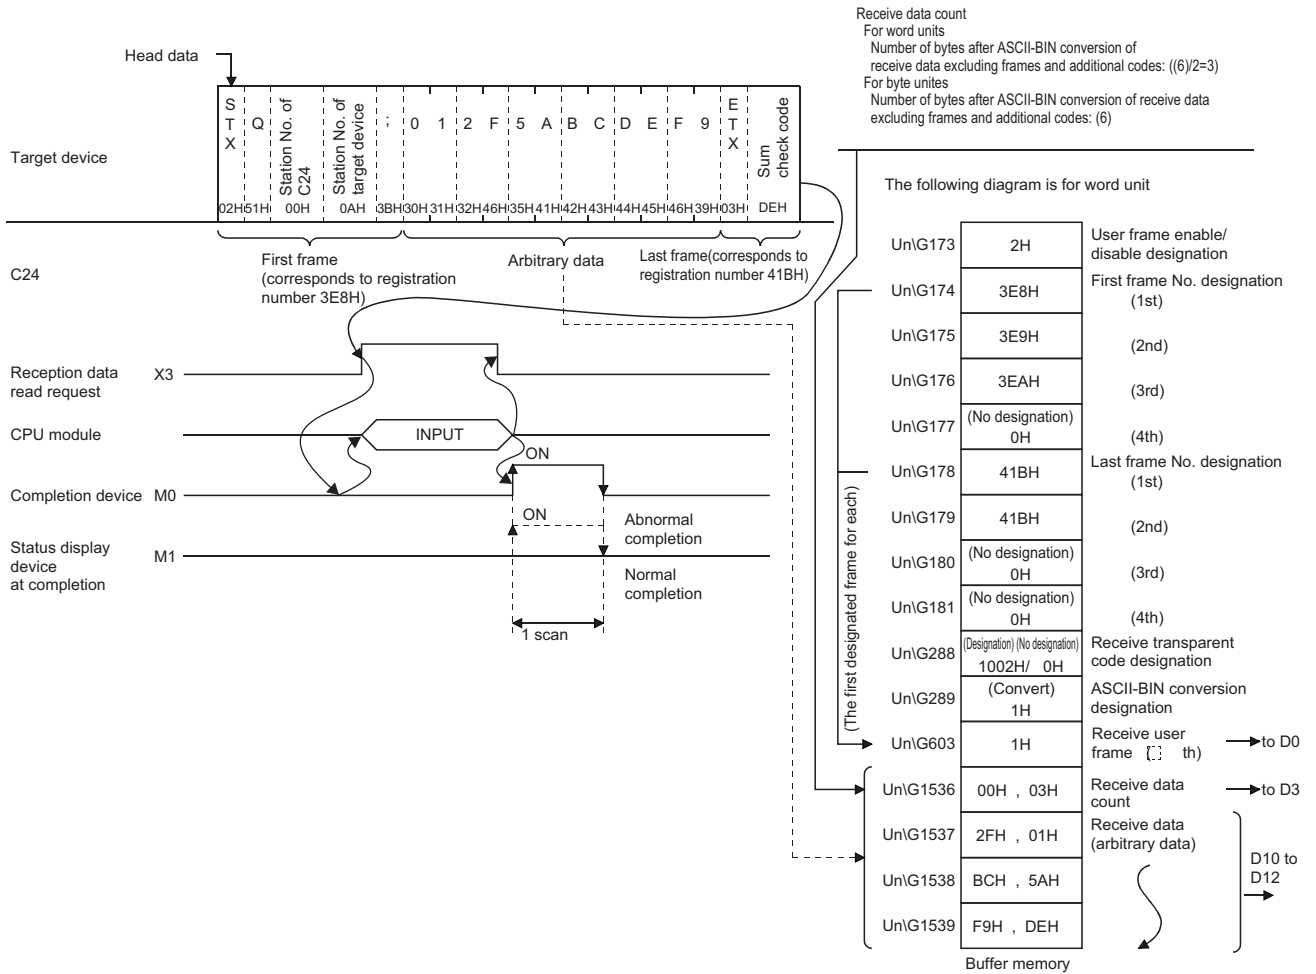 Receive data count
For word units
Number of bytes after ASCII-BIN conversion of
receive data excluding frames and additional codes: ((6)/2=3)
For byte unites
Number of bytes after ASCII-BIN conversion of receive data
excluding frames and additional codes: (6)
Head data
Target device
STX
Q
Station No. of C24
Station No. of target device
;
0 1 2 F 5 A B C D E F 9
ETX
Sum check code
02H 51H 00H 0AH 3BH 30H 31H 32H 46H 35H 41H 42H 43H 44H 45H 46H 39H 03H DEH
C24
First frame
(corresponds to registration
number 3E8H)
Arbitrary data
Last frame(corresponds to
registration number 41BH)
Reception data
read request
X3
CPU module
INPUT
Completion device M0
ON
ON
Abnormal
completion
Status display
device
at completion
M1
Normal
completion
1 scan
The following diagram is for word unit
Un\G173 2H User frame enable/
disable designation
Un\G174 3E8H First frame No. designation
(1st)
Un\G175 3E9H (2nd)
Un\G176 3EAH (3rd)
Un\G177 (No designation)
0H (4th)
Un\G178 41BH Last frame No. designation
(1st)
Un\G179 41BH (2nd)
Un\G180 (No designation)
0H (3rd)
Un\G181 (No designation)
0H (4th)
Un\G288 (Designation) (No designation)
1002H/ 0H
Receive transparent
code designation
Un\G289 (Convert)
1H
ASCII-BIN conversion
designation
(The first designated frame for each)
Un\G603 1H Receive user
frame ( th)
to D0
Un\G1536 00H , 03H Receive data
count
to D3
Un\G1537 2FH , 01H Receive data
(arbitrary data)
Un\G1538 BCH , 5AH
D10 to
D12
Un\G1539 F9H , DEH
Buffer memory